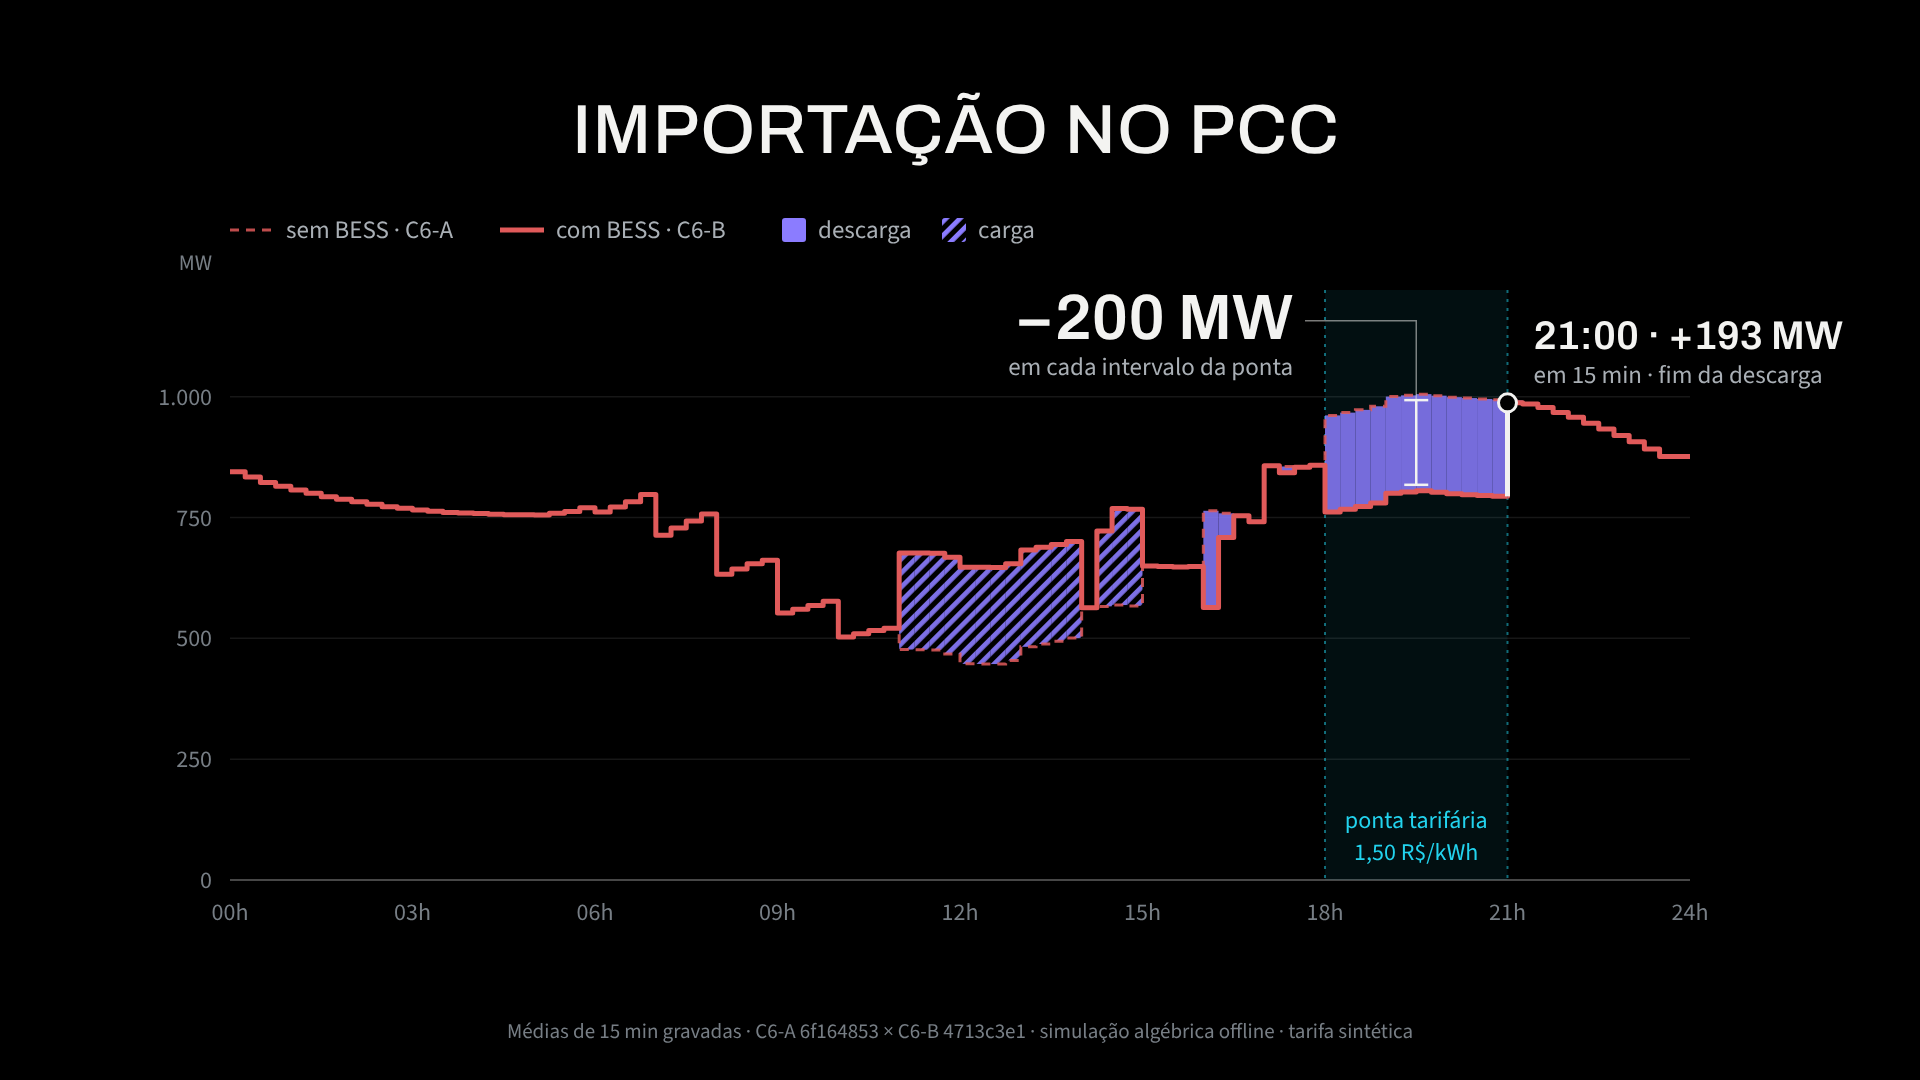 IMPORTAÇÃO NO PCC
sem BESS · C6-A
com BESS · C6-B
descarga
carga
MW
−200 MW
em cada intervalo da ponta
21:00 · +193 MW
em 15 min · fim da descarga
1.000
750
500
250
0
ponta tarifária
1,50 R$/kWh
00h 03h 06h 09h 12h 15h 18h 21h 24h
Médias de 15 min gravadas · C6-A 6f164853 × C6-B 4713c3e1 · simulação algébrica offline · tarifa sintética